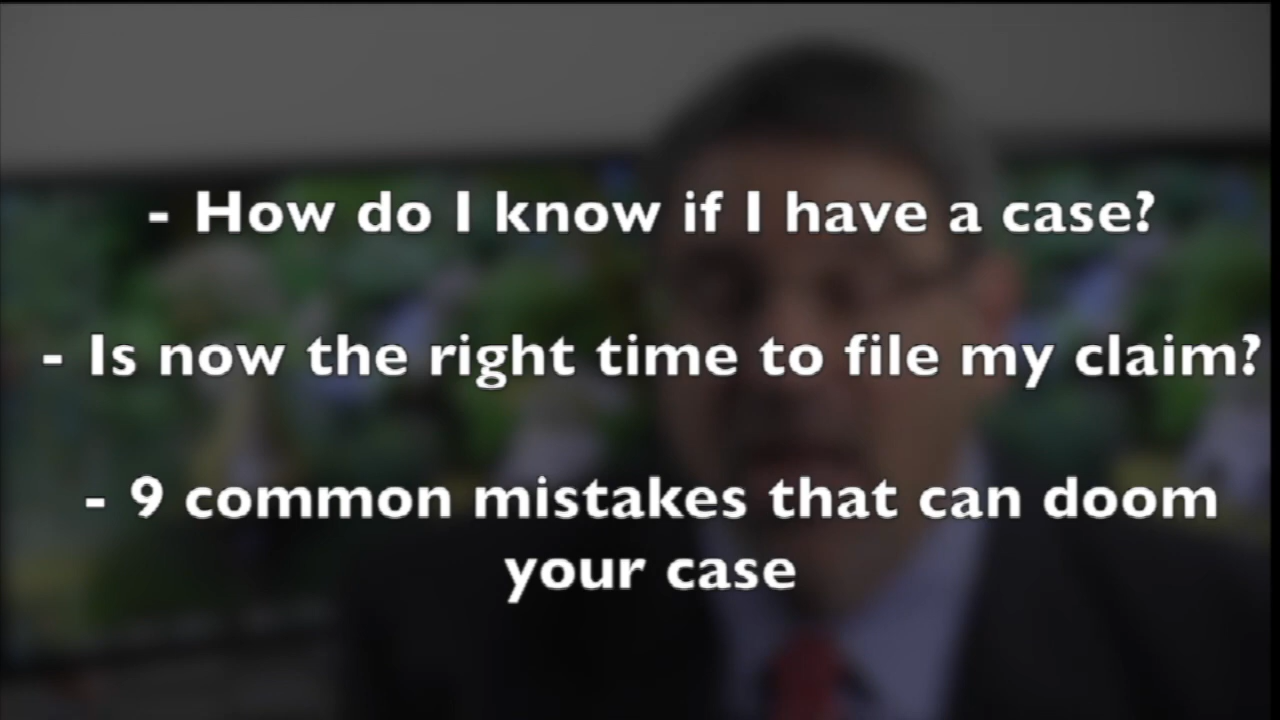 - How do I know if I have a case?
- Is now the right time to file my claim?
- 9 common mistakes that can doom
your case